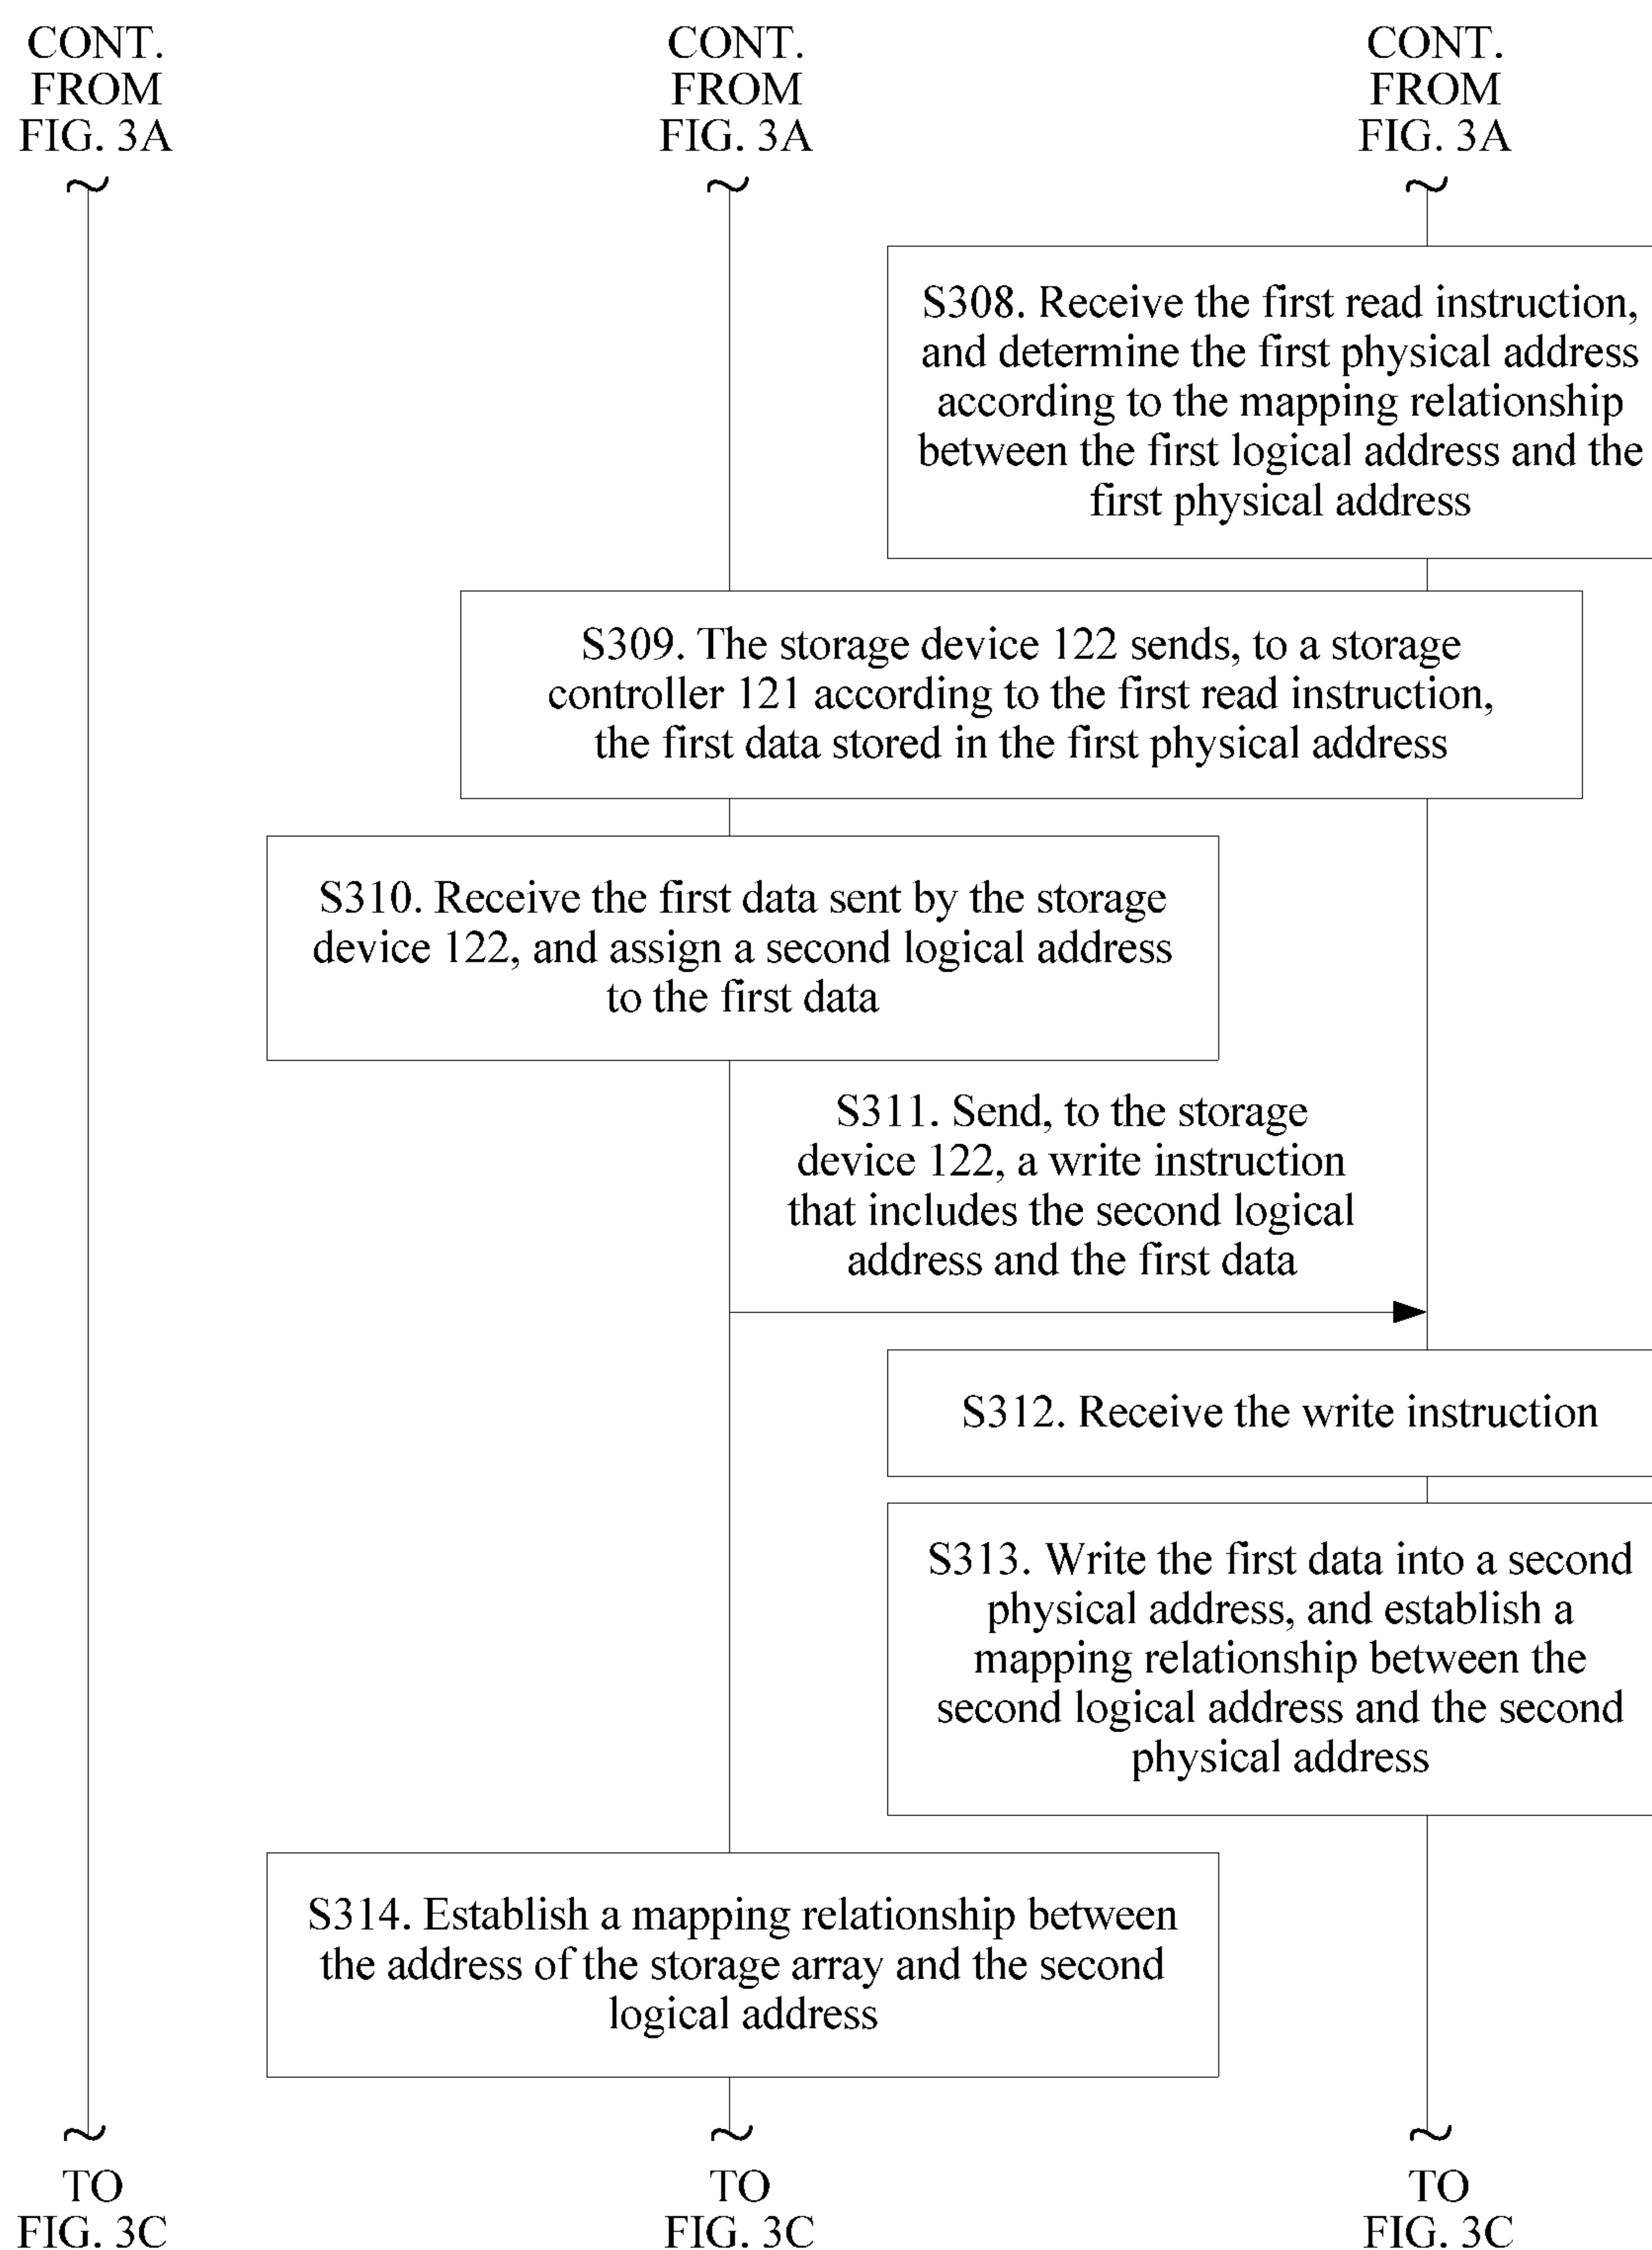 CONT.
FROM
FIG. 3A
CONT.
FROM
FIG. 3A
CONT.
FROM
FIG. 3A
S308. Receive the first read instruction,
and determine the first physical address
according to the mapping relationship
between the first logical address and the
first physical address
S309. The storage device 122 sends, to a storage
controller 121 according to the first read instruction,
the first data stored in the first physical address
S310. Receive the first data sent by the storage
device 122, and assign a second logical address
to the first data
S311. Send, to the storage
device 122, a write instruction
that includes the second logical
address and the first data
S312. Receive the write instruction
S313. Write the first data into a second
physical address, and establish a
mapping relationship between the
second logical address and the second
physical address
S314. Establish a mapping relationship between
the address of the storage array and the second
logical address
TO
FIG. 3C
TO
FIG. 3C
TO
FIG. 3C